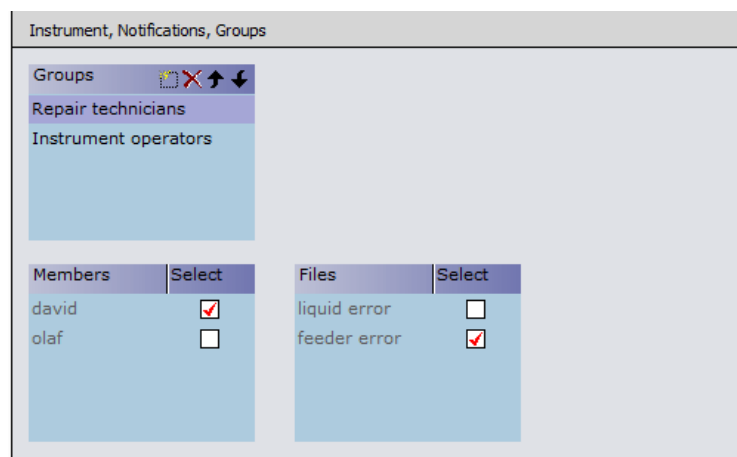 Instrument, Notifications, Groups
Groups
Repair technicians
Instrument operators
Members Select
david
olaf
Files Select
liquid error
feeder error